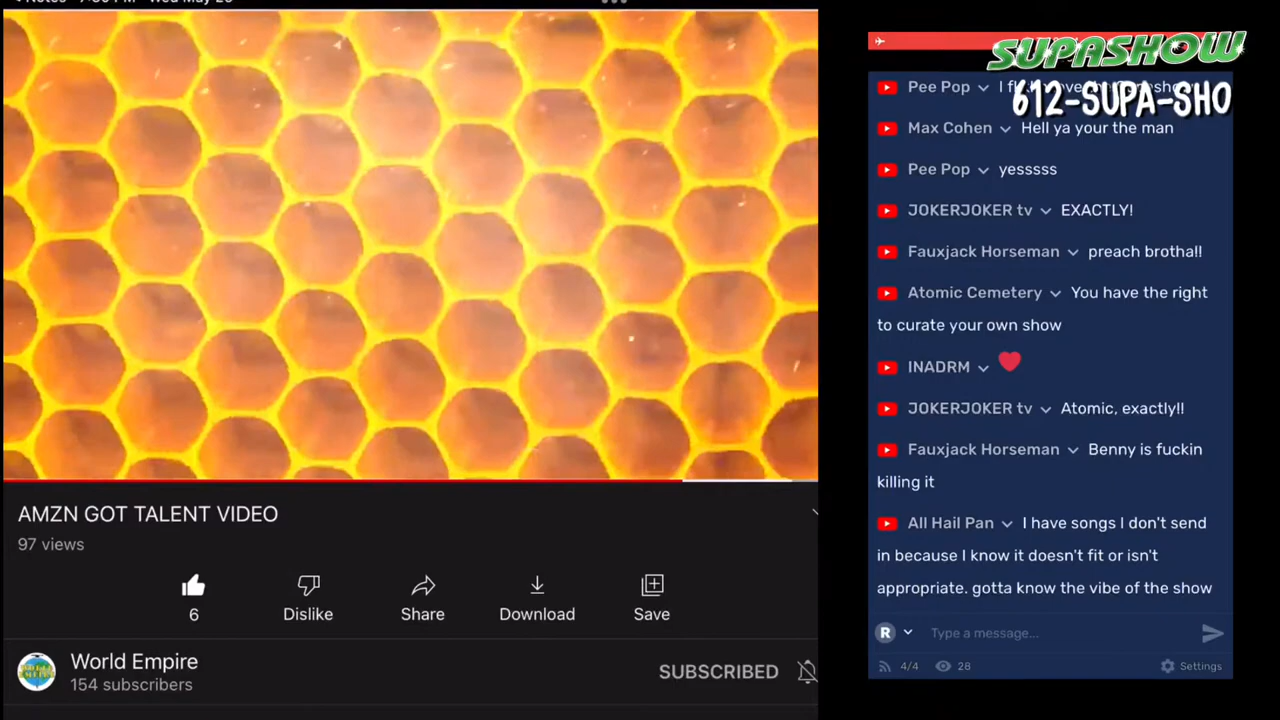 AMZN GOT TALENT VIDEO
97 views
6
Dislike
Share
Download
Save
World Empire
154 subscribers
SUBSCRIBED
SUPASHOW
612-SUPA-SHO
Pee Pop I
Max Cohen Hell ya your the man
Pee Pop yesssss
JOKERJOKER tv EXACTLY!
Fauxjack Horseman preach brotha!!
Atomic Cemetery You have the right
to curate your own show
INADRM ❤️
JOKERJOKER tv Atomic, exactly!!
Fauxjack Horseman Benny is fuckin
killing it
All Hail Pan I have songs I don't send
in because I know it doesn't fit or isn't
appropriate. gotta know the vibe of the show
R Type a message...
4/4 28 Settings